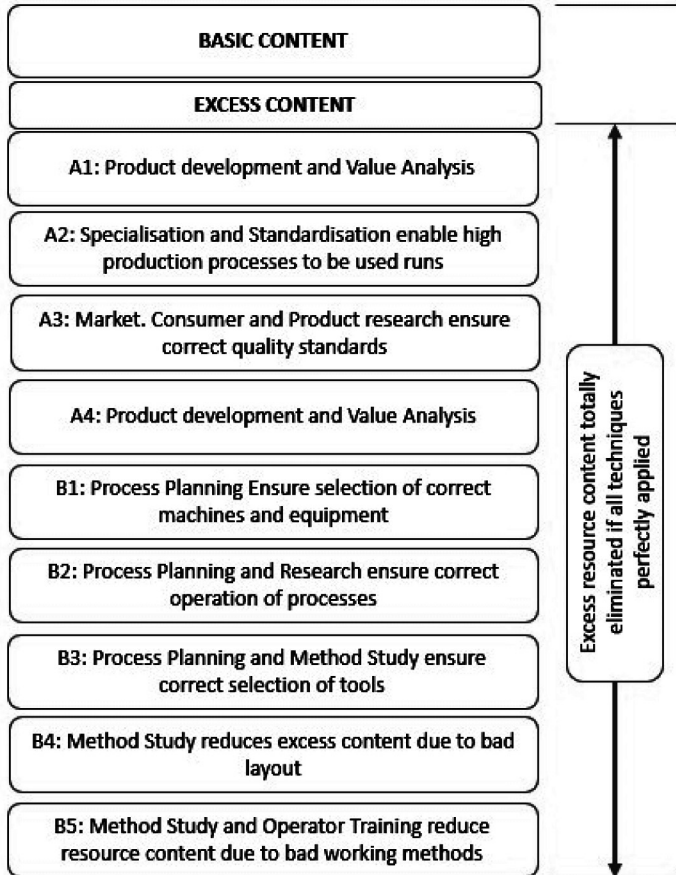 BASIC CONTENT
EXCESS CONTENT
A1: Product development and Value Analysis
A2: Specialisation and Standardisation enable high
production processes to be used runs
A3: Market. Consumer and Product research ensure
correct quality standards
A4: Product development and Value Analysis
B1: Process Planning Ensure selection of correct
machines and equipment
B2: Process Planning and Research ensure correct
operation of processes
B3: Process Planning and Method Study ensure
correct selection of tools
B4: Method Study reduces excess content due to bad
layout
B5: Method Study and Operator Training reduce
resource content due to bad working methods
Excess resource content totally
eliminated if all techniques
perfectly applied